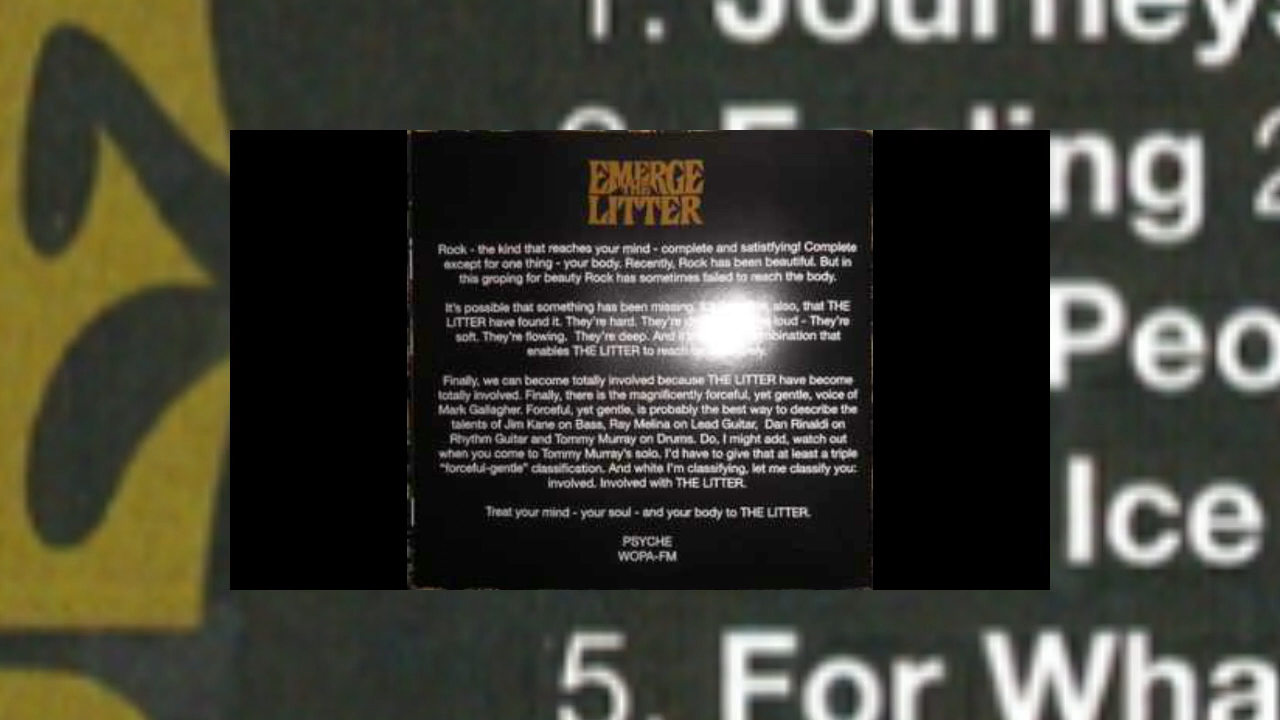 1. Journeys
Feeling 2
Peo
Ice
5. For Wha
EMERGE
THE
LITTER
Rock - the kind that reaches your mind - complete and satistfying! Complete
except for one thing - your body. Recently, Rock has been beautiful. But in
this groping for beauty Rock has sometimes failed to reach the body.
It's possible that something has been missing. also, that THE
LITTER have found it. They're hard. They're loud - They're
soft. They're flowing. They're deep. And
enables THE LITTER to reach
Finally, we can become totally involved because THE LITTER have become
totally involved. Finally, there is the magnificently forceful, yet gentle, voice of
Mark Gallagher. Forceful, yet gentle, is probably the best way to describe the
talents of Jim Kane on Bass, Ray Melina on Lead Guitar, Dan Rinaldi on
Rhythm Guitar and Tommy Murray on Drums. Do, I might add, watch out
when you come to Tommy Murray's solo. I'd have to give that at least a triple
"forceful-gentle" classification. And white I'm classifying, let me classify you:
involved. Involved with THE LITTER.
Treat your mind - your soul - and your body to THE LITTER.
PSYCHE
WOPA-FM